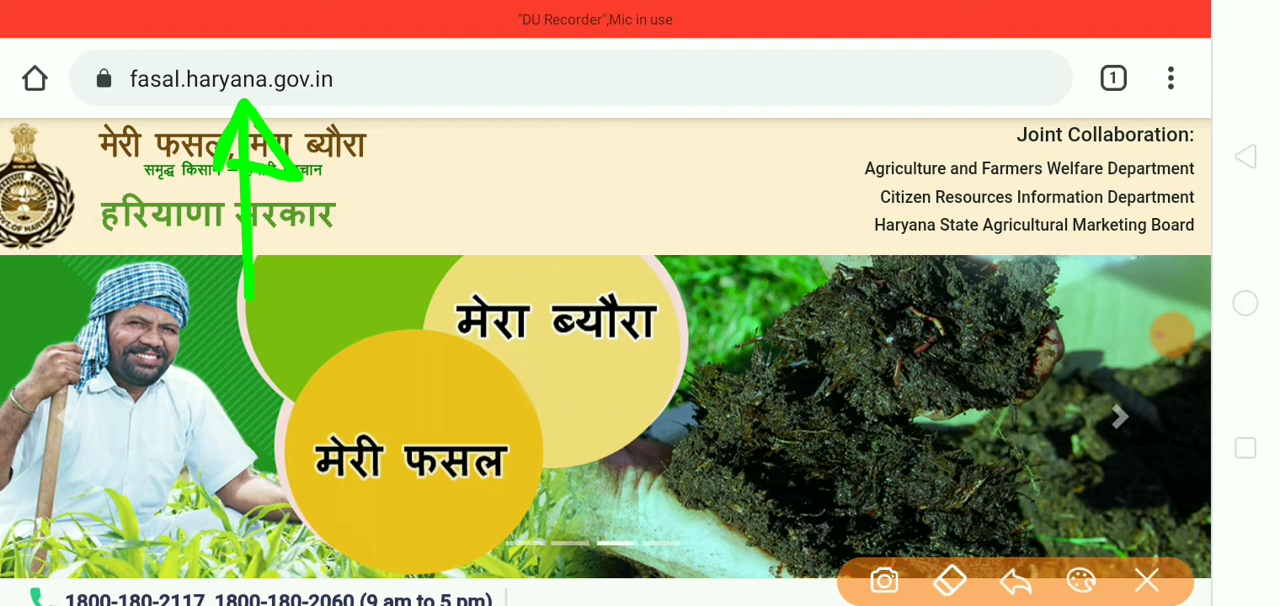 "DU Recorder",Mic in use
fasal.haryana.gov.in
1
मेरी फसल, मेरा ब्यौरा
समृद्ध किसान
हरियाणा सरकार
Joint Collaboration:
Agriculture and Farmers Welfare Department
Citizen Resources Information Department
Haryana State Agricultural Marketing Board
मेरा ब्यौरा
मेरी फसल
1800-180-2117, 1800-180-2060 (9 am to 5 pm)